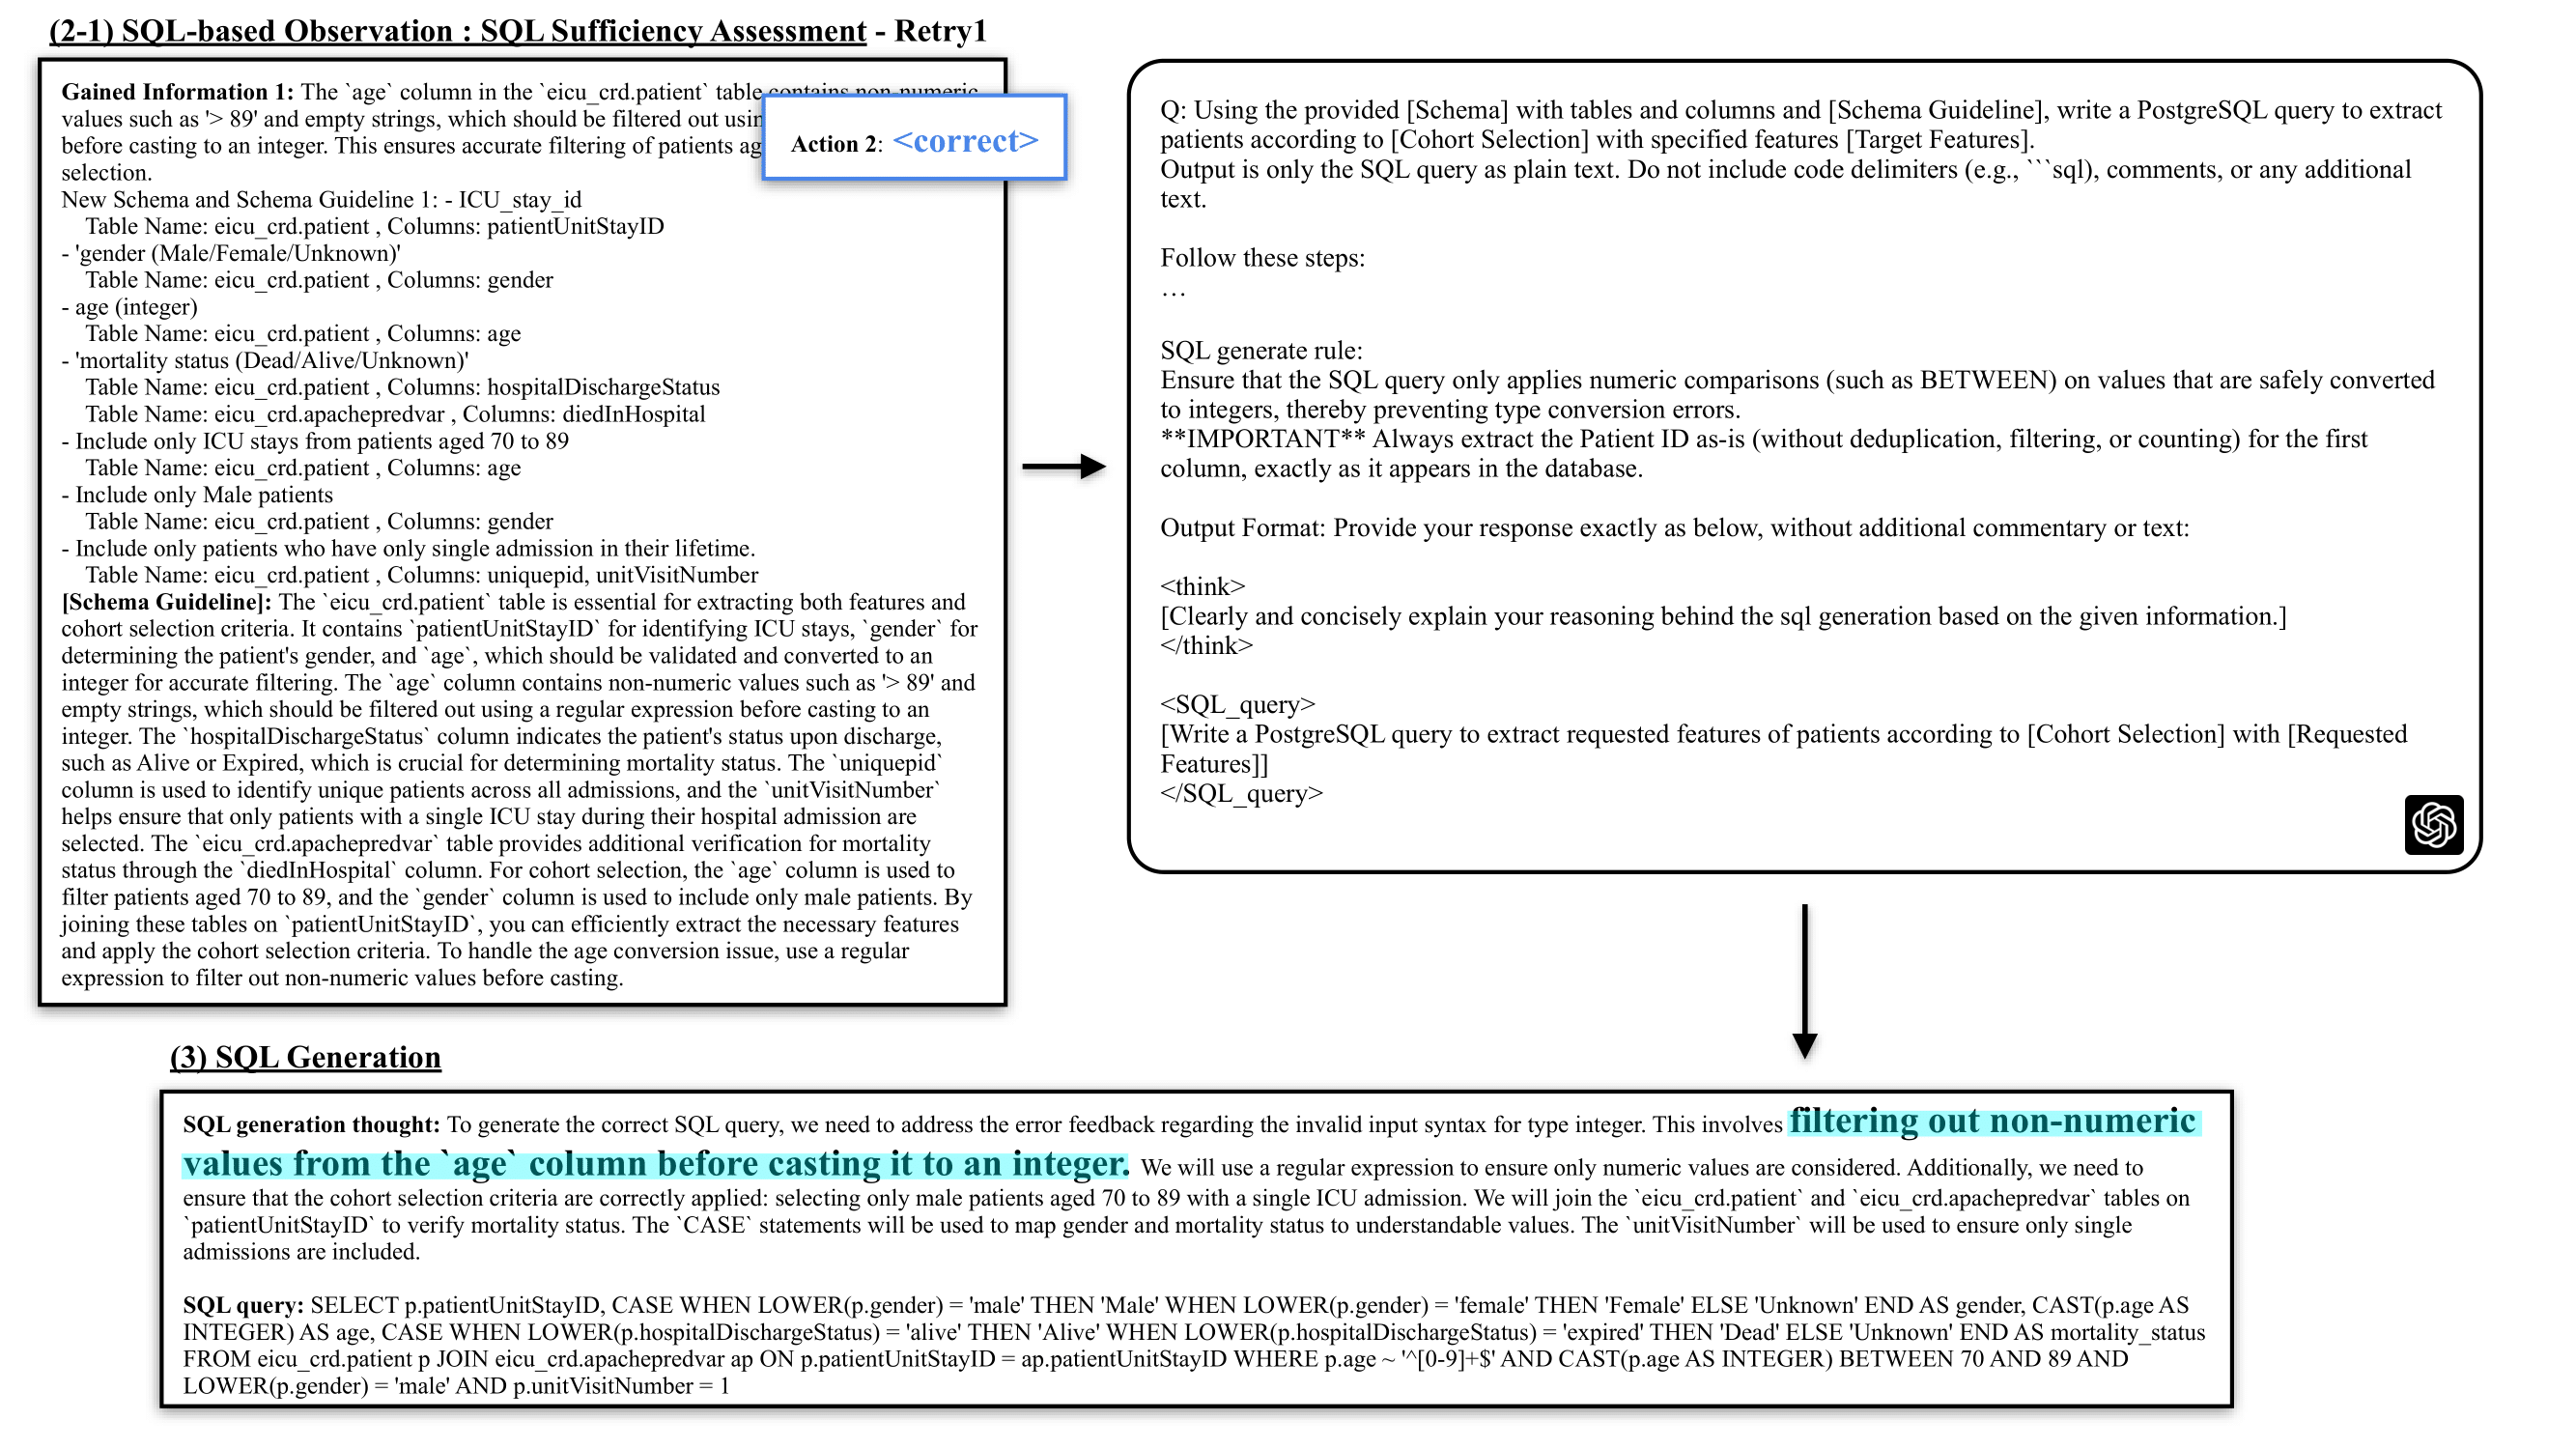 (2-1) SQL-based Observation : SQL Sufficiency Assessment - Retry1
Gained Information 1: The `age` column in the `eicu_crd.patient` table contains non-numeric
values such as '> 89' and empty strings, which should be filtered out
before casting to an integer. This ensures accurate filtering of patients
selection.
New Schema and Schema Guideline 1: - ICU_stay_id
Table Name: eicu_crd.patient , Columns: patientUnitStayID
- 'gender (Male/Female/Unknown)'
Table Name: eicu_crd.patient , Columns: gender
- age (integer)
Table Name: eicu_crd.patient , Columns: age
- 'mortality status (Dead/Alive/Unknown)'
Table Name: eicu_crd.patient , Columns: hospitalDischargeStatus
Table Name: eicu_crd.apachepredvar , Columns: diedInHospital
- Include only ICU stays from patients aged 70 to 89
Table Name: eicu_crd.patient , Columns: age
- Include only Male patients
Table Name: eicu_crd.patient , Columns: gender
- Include only patients who have only single admission in their lifetime.
Table Name: eicu_crd.patient , Columns: uniquepid, unitVisitNumber
[Schema Guideline]: The `eicu_crd.patient` table is essential for extracting both features and
cohort selection criteria. It contains `patientUnitStayID` for identifying ICU stays, `gender` for
determining the patient's gender, and `age`, which should be validated and converted to an
integer for accurate filtering. The `age` column contains non-numeric values such as '> 89' and
empty strings, which should be filtered out using a regular expression before casting to an
integer. The `hospitalDischargeStatus` column indicates the patient's status upon discharge,
such as Alive or Expired, which is crucial for determining mortality status. The `uniquepid`
column is used to identify unique patients across all admissions, and the `unitVisitNumber`
helps ensure that only patients with a single ICU stay during their hospital admission are
selected. The `eicu_crd.apachepredvar` table provides additional verification for mortality
status through the `diedInHospital` column. For cohort selection, the `age` column is used to
filter patients aged 70 to 89, and the `gender` column is used to include only male patients. By
joining these tables on `patientUnitStayID`, you can efficiently extract the necessary features
and apply the cohort selection criteria. To handle the age conversion issue, use a regular
expression to filter out non-numeric values before casting.
Action 2: <correct>
Q: Using the provided [Schema] with tables and columns and [Schema Guideline], write a PostgreSQL query to extract
patients according to [Cohort Selection] with specified features [Target Features].
Output is only the SQL query as plain text. Do not include code delimiters (e.g., ```sql), comments, or any additional
text.
Follow these steps:
…
SQL generate rule:
Ensure that the SQL query only applies numeric comparisons (such as BETWEEN) on values that are safely converted
to integers, thereby preventing type conversion errors.
**IMPORTANT** Always extract the Patient ID as-is (without deduplication, filtering, or counting) for the first
column, exactly as it appears in the database.
Output Format: Provide your response exactly as below, without additional commentary or text:
<think>
[Clearly and concisely explain your reasoning behind the sql generation based on the given information.]
</think>
<SQL_query>
[Write a PostgreSQL query to extract requested features of patients according to [Cohort Selection] with [Requested
Features]]
</SQL_query>
(3) SQL Generation
SQL generation thought: To generate the correct SQL query, we need to address the error feedback regarding the invalid input syntax for type integer. This involves filtering out non-numeric
values from the `age` column before casting it to an integer. We will use a regular expression to ensure only numeric values are considered. Additionally, we need to
ensure that the cohort selection criteria are correctly applied: selecting only male patients aged 70 to 89 with a single ICU admission. We will join the `eicu_crd.patient` and `eicu_crd.apachepredvar` tables on
`patientUnitStayID` to verify mortality status. The `CASE` statements will be used to map gender and mortality status to understandable values. The `unitVisitNumber` will be used to ensure only single
admissions are included.
SQL query: SELECT p.patientUnitStayID, CASE WHEN LOWER(p.gender) = 'male' THEN 'Male' WHEN LOWER(p.gender) = 'female' THEN 'Female' ELSE 'Unknown' END AS gender, CAST(p.age AS
INTEGER) AS age, CASE WHEN LOWER(p.hospitalDischargeStatus) = 'alive' THEN 'Alive' WHEN LOWER(p.hospitalDischargeStatus) = 'expired' THEN 'Dead' ELSE 'Unknown' END AS mortality_status
FROM eicu_crd.patient p JOIN eicu_crd.apachepredvar ap ON p.patientUnitStayID = ap.patientUnitStayID WHERE p.age ~ '^[0-9]+$' AND CAST(p.age AS INTEGER) BETWEEN 70 AND 89 AND
LOWER(p.gender) = 'male' AND p.unitVisitNumber = 1